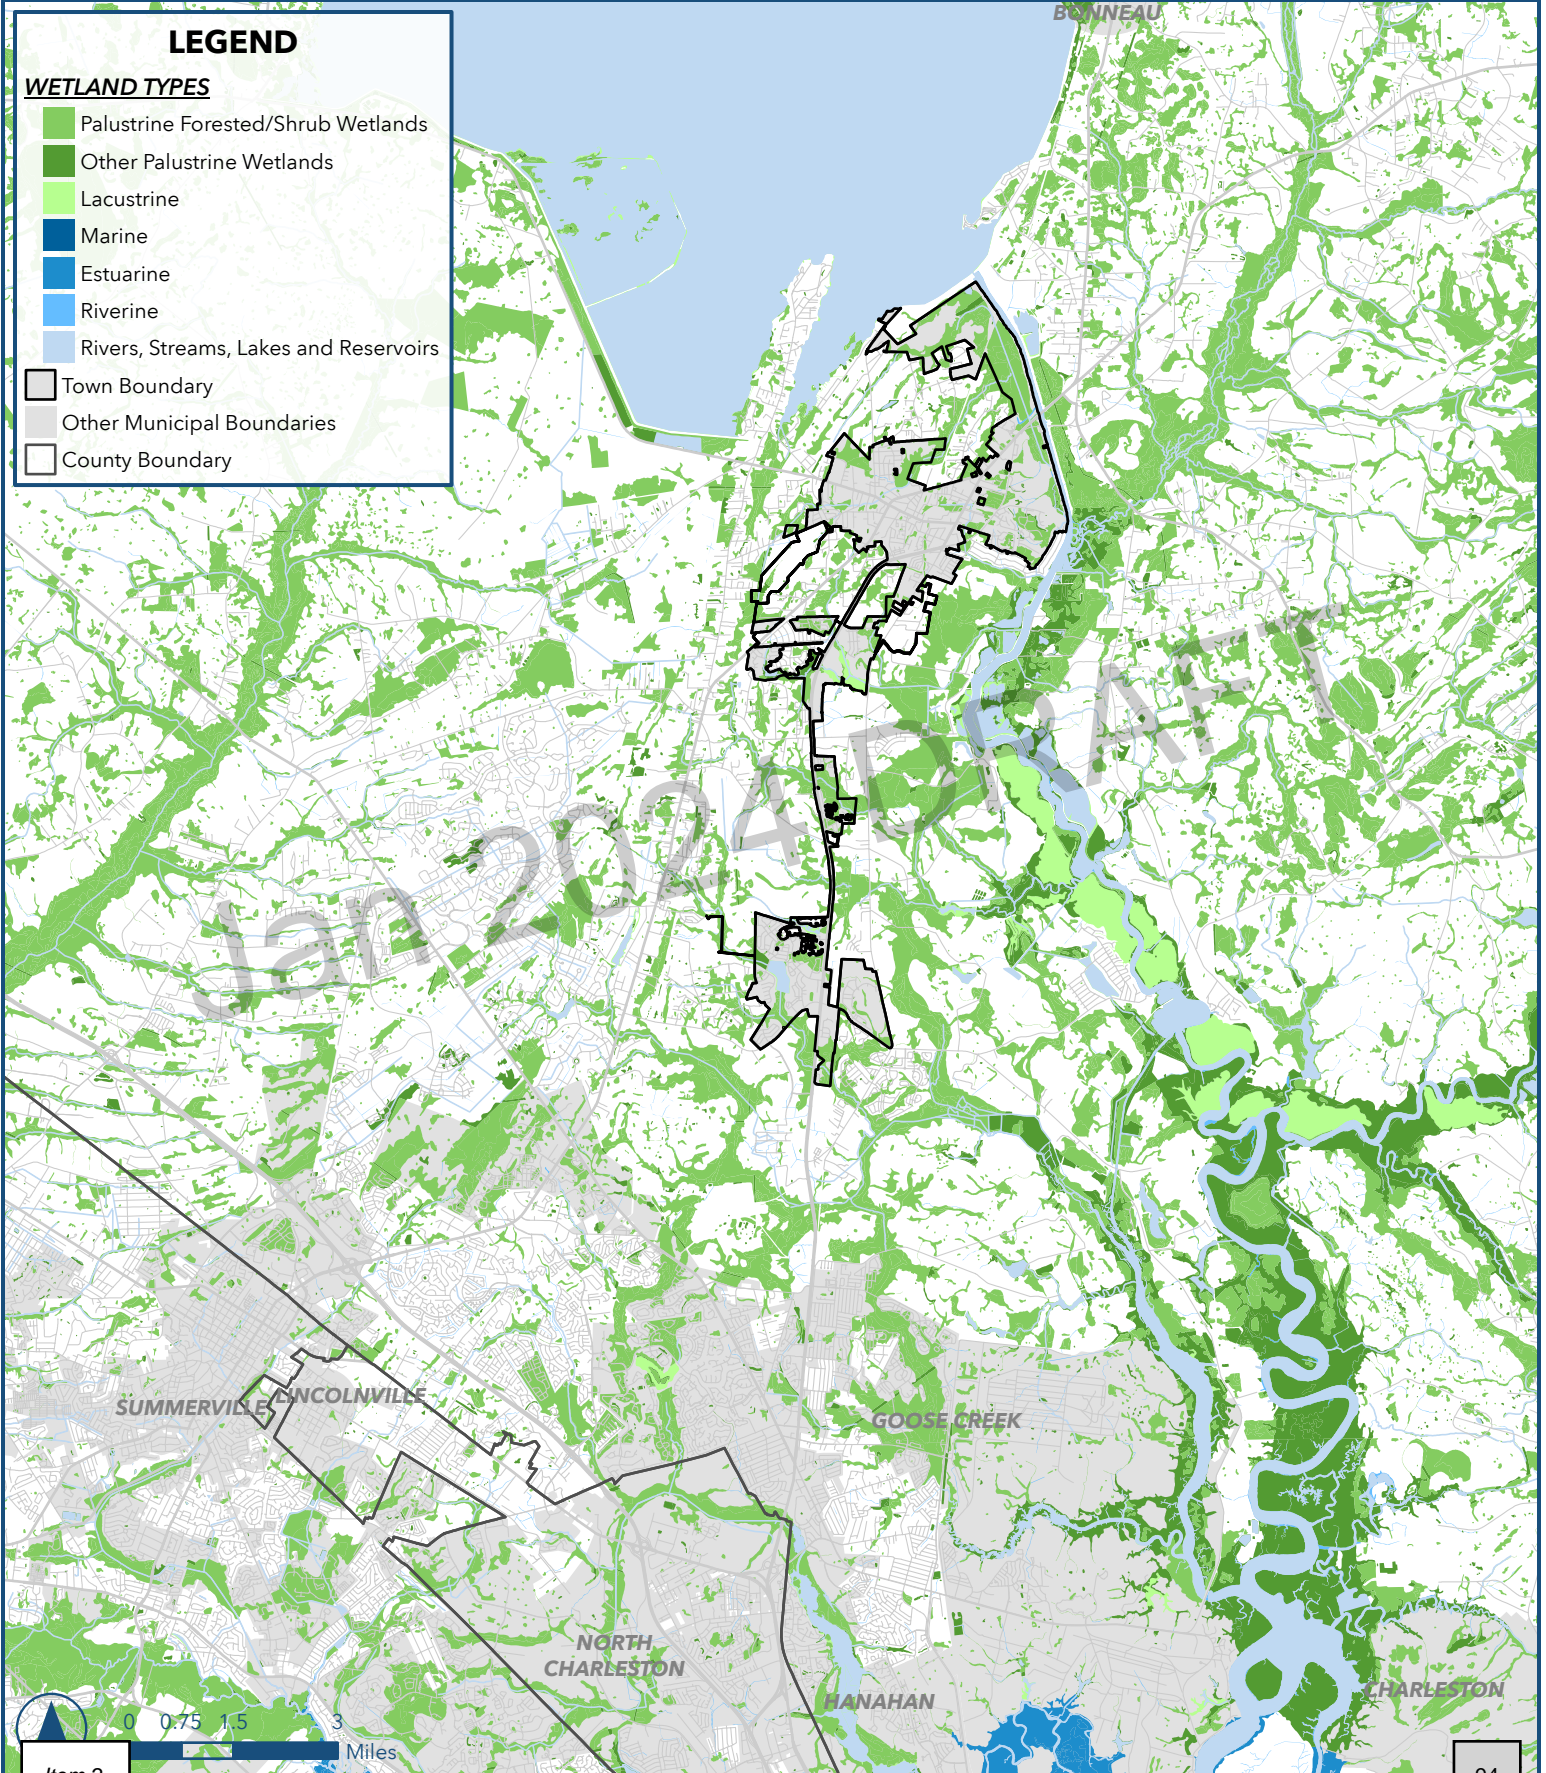 BONNEAU
LEGEND
WETLAND TYPES
Palustrine Forested/Shrub Wetlands
Other Palustrine Wetlands
Lacustrine
Marine
Estuarine
Riverine
Rivers, Streams, Lakes and Reservoirs
Town Boundary
Other Municipal Boundaries
County Boundary
Jan 2024 DRAFT
SUMMERVILLE
LINCOLNVILLE
GOOSE CREEK
NORTH
CHARLESTON
HANAHAN
CHARLESTON
0 0.75 1.5 3
Miles